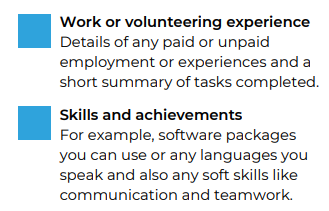 Work or volunteering experience
Details of any paid or unpaid
employment or experiences and a
short summary of tasks completed.
Skills and achievements
For example, software packages
you can use or any languages you
speak and also any soft skills like
communication and teamwork.